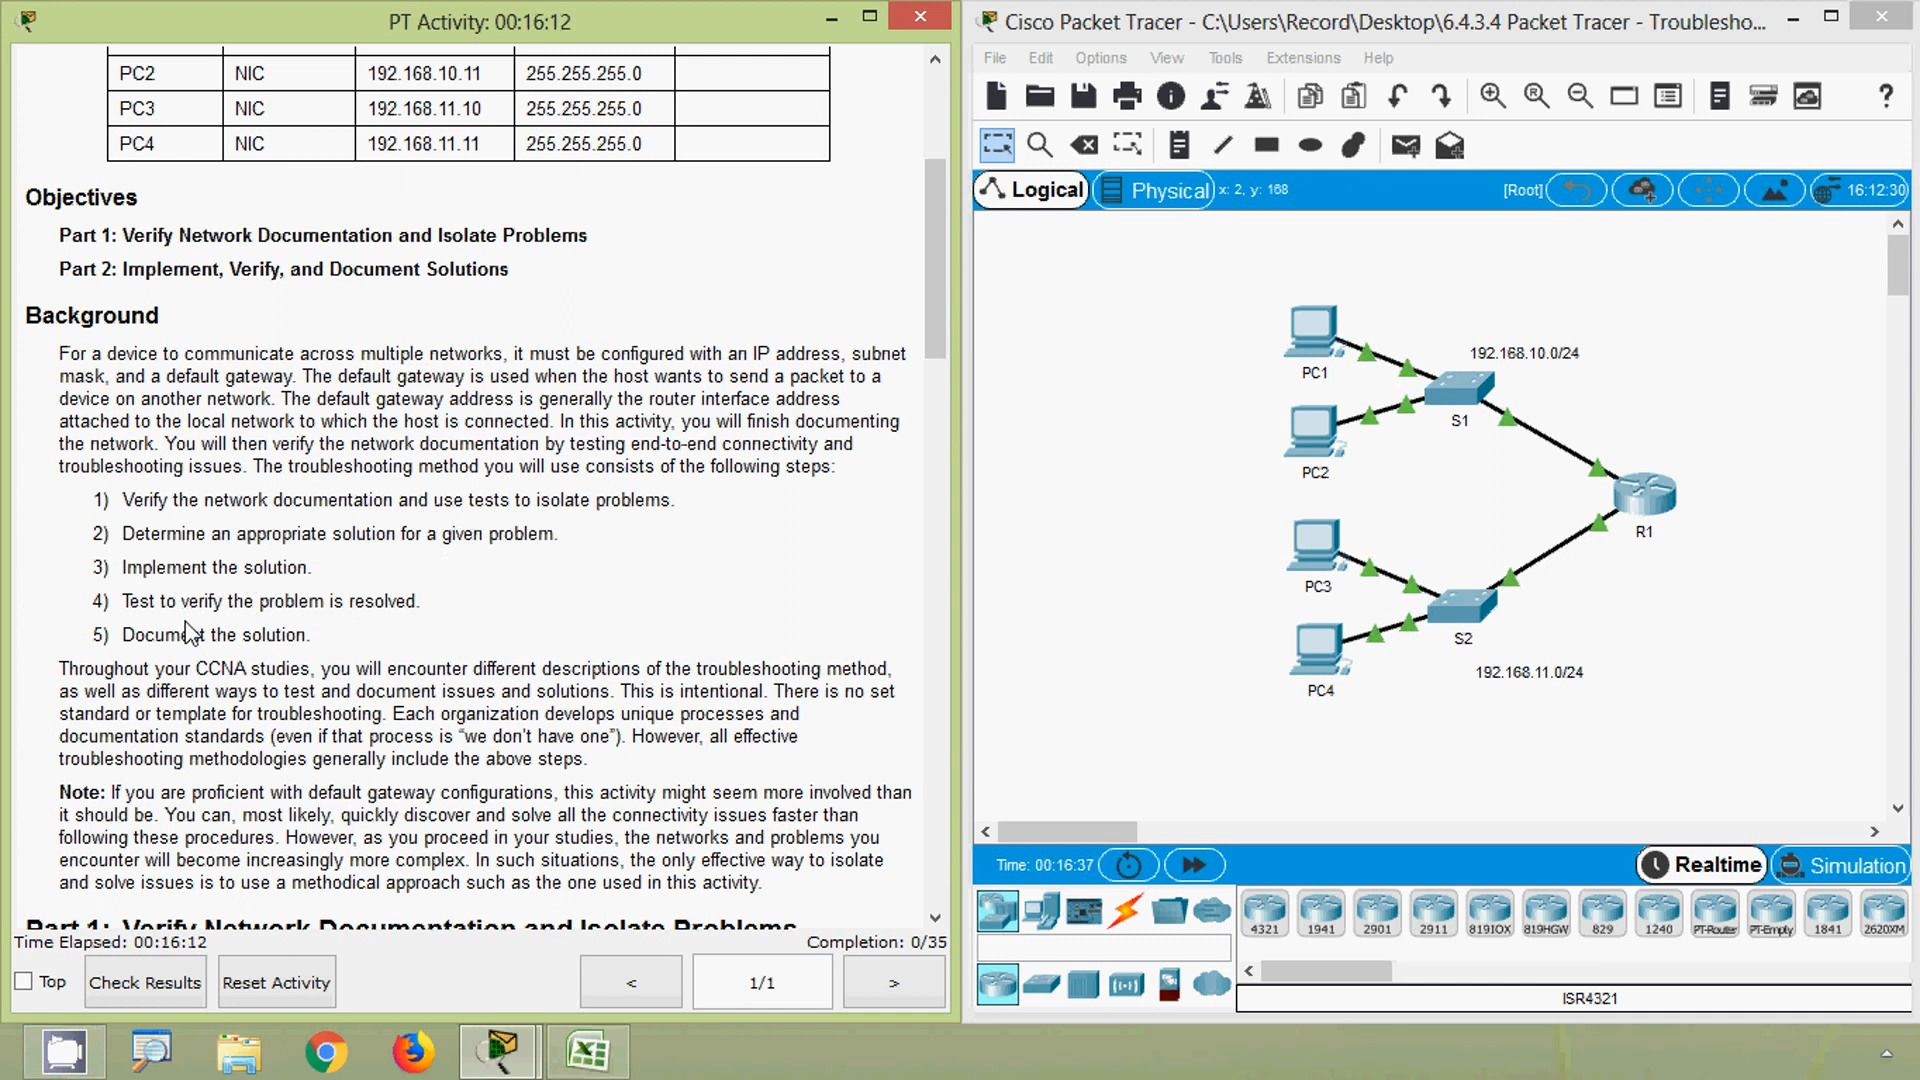 PT Activity: 00:16:12
PC2 NIC 192.168.10.11 255.255.255.0
PC3 NIC 192.168.11.10 255.255.255.0
PC4 NIC 192.168.11.11 255.255.255.0
Objectives
Part 1: Verify Network Documentation and Isolate Problems
Part 2: Implement, Verify, and Document Solutions
Background
For a device to communicate across multiple networks, it must be configured with an IP address, subnet
mask, and a default gateway. The default gateway is used when the host wants to send a packet to a
device on another network. The default gateway address is generally the router interface address
attached to the local network to which the host is connected. In this activity, you will finish documenting
the network. You will then verify the network documentation by testing end-to-end connectivity and
troubleshooting issues. The troubleshooting method you will use consists of the following steps:
1) Verify the network documentation and use tests to isolate problems.
2) Determine an appropriate solution for a given problem.
3) Implement the solution.
4) Test to verify the problem is resolved.
5) Document the solution.
Throughout your CCNA studies, you will encounter different descriptions of the troubleshooting method,
as well as different ways to test and document issues and solutions. This is intentional. There is no set
standard or template for troubleshooting. Each organization develops unique processes and
documentation standards (even if that process is “we don't have one”). However, all effective
troubleshooting methodologies generally include the above steps.
Note: If you are proficient with default gateway configurations, this activity might seem more involved than
it should be. You can, most likely, quickly discover and solve all the connectivity issues faster than
following these procedures. However, as you proceed in your studies, the networks and problems you
encounter will become increasingly more complex. In such situations, the only effective way to isolate
and solve issues is to use a methodical approach such as the one used in this activity.
Part 1: Verify Network Documentation and Isolate Problems
Time Elapsed: 00:16:12 Completion: 0/35
Top Check Results Reset Activity < 1/1 >
Cisco Packet Tracer - C:\Users\Record\Desktop\6.4.3.4 Packet Tracer - Troublesho...
File Edit Options View Tools Extensions Help
Logical Physical x: 2, y: 168 [Root] 16:12:30
PC1
192.168.10.0/24
S1
PC2
R1
PC3
S2
192.168.11.0/24
PC4
Time: 00:16:37 Realtime Simulation
4321 1941 2901 2911 819IOX 819HGW 829 1240 PT-Router PT-Empty 1841 2620XM
ISR4321